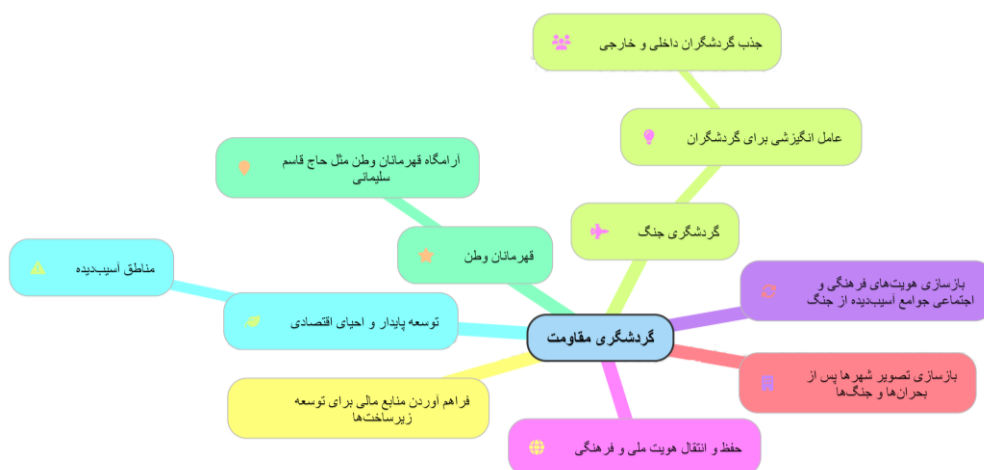 جذب گردشگران داخلی و خارجی
عامل انگیزشی برای گردشگران
گردشگری جنگ
آرامگاه قهرمانان وطن مثل حاج قاسم
سلیمانی
قهرمانان وطن
مناطق آسیب‌دیده
توسعه پایدار و احیای اقتصادی
گردشگری مقاومت
بازسازی هویت‌های فرهنگی و
اجتماعی جوامع آسیب‌دیده از جنگ
بازسازی تصویر شهرها پس از
بحران‌ها و جنگ‌ها
فراهم آوردن منابع مالی برای توسعه
زیرساخت‌ها
حفظ و انتقال هویت ملی و فرهنگی